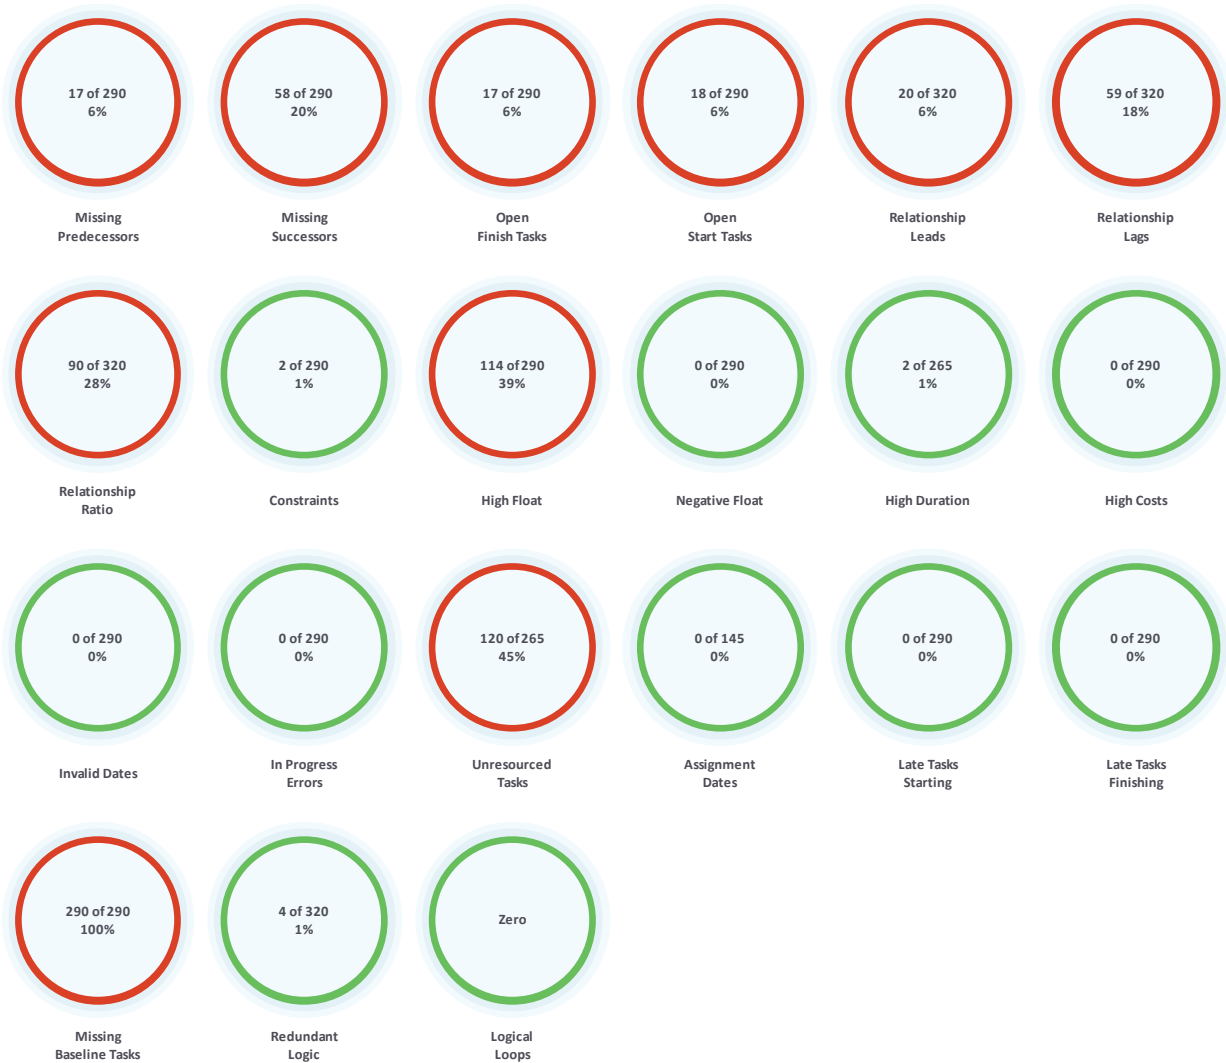 17 of 290
6%
Missing
Predecessors
58 of 290
20%
Missing
Successors
17 of 290
6%
Open
Finish Tasks
18 of 290
6%
Open
Start Tasks
20 of 320
6%
Relationship
Leads
59 of 320
18%
Relationship
Lags
90 of 320
28%
Relationship
Ratio
2 of 290
1%
Constraints
114 of 290
39%
High Float
0 of 290
0%
Negative Float
2 of 265
1%
High Duration
0 of 290
0%
High Costs
0 of 290
0%
Invalid Dates
0 of 290
0%
In Progress
Errors
120 of 265
45%
Unresourced
Tasks
0 of 145
0%
Assignment
Dates
0 of 290
0%
Late Tasks
Starting
0 of 290
0%
Late Tasks
Finishing
290 of 290
100%
Missing
Baseline Tasks
4 of 320
1%
Redundant
Logic
Zero
Logical
Loops